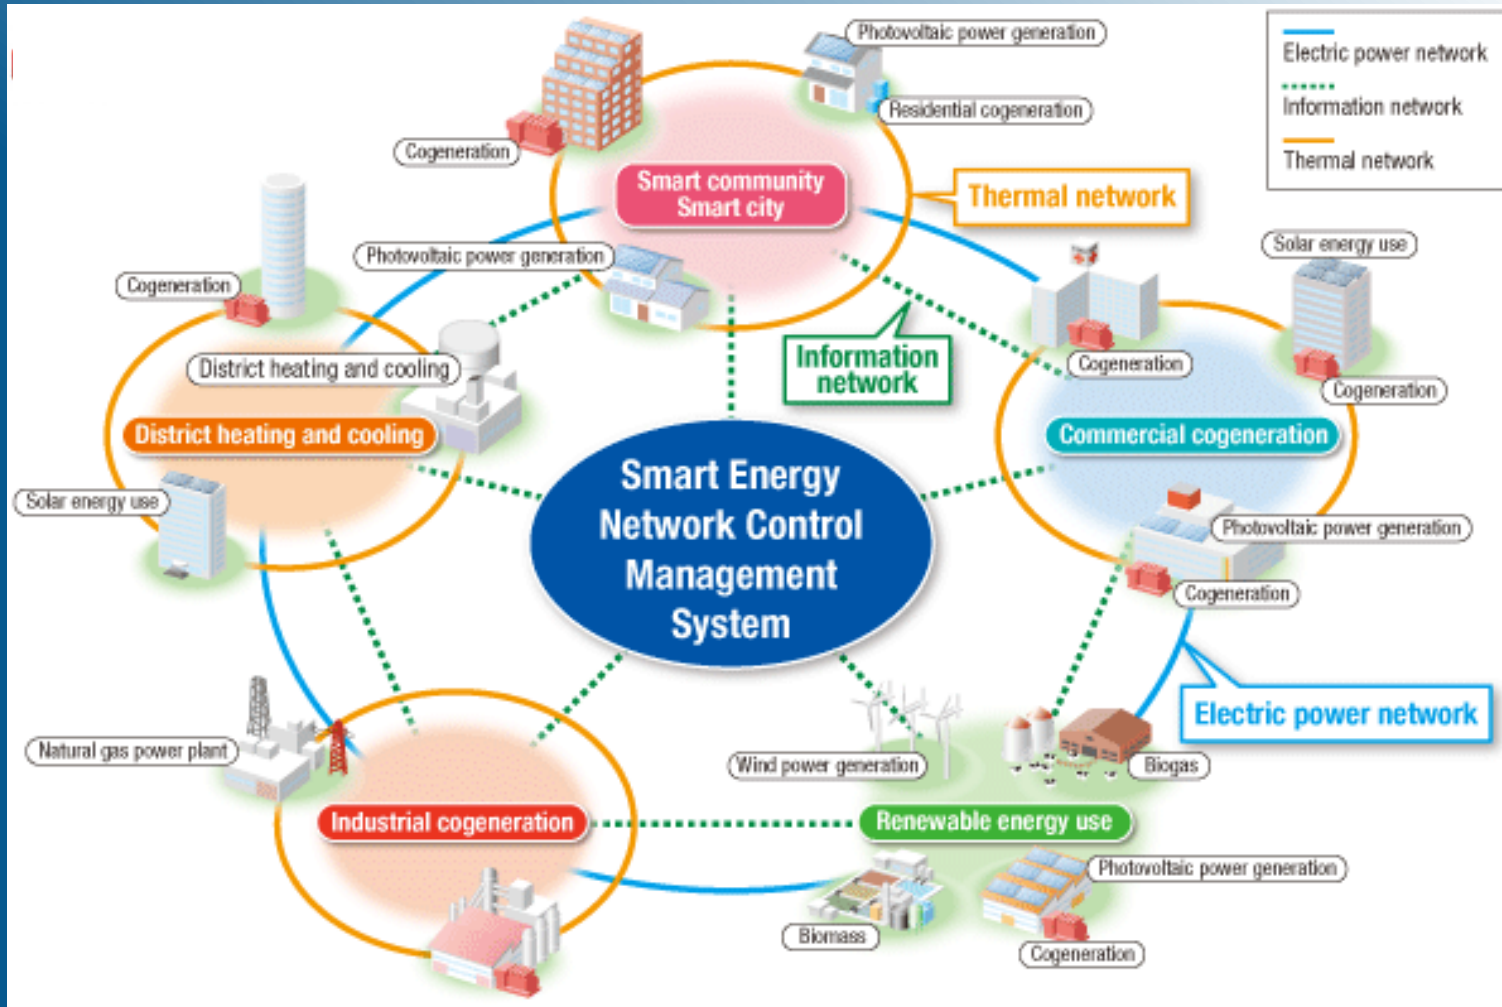 Photovoltaic power generation
Electric power network
Information network
Thermal network
Residential cogeneration
Cogeneration
Smart community
Smart city
Thermal network
Photovoltaic power generation
Solar energy use
Cogeneration
Information
network
Cogeneration
Cogeneration
District heating and cooling
District heating and cooling
Commercial cogeneration
Smart Energy
Network Control
Management
System
Solar energy use
Photovoltaic power generation
Cogeneration
Electric power network
Natural gas power plant
Wind power generation
Biogas
Industrial cogeneration
Renewable energy use
Photovoltaic power generation
Biomass
Cogeneration